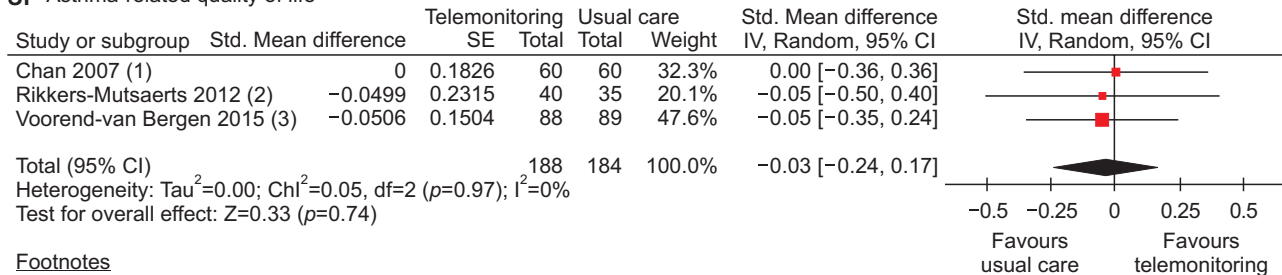 Asthma-related quality of life
Telemonitoring Usual care Std. Mean difference Std. mean difference
Study or subgroup Std. Mean difference SE Total Total Weight IV, Random, 95% CI IV, Random, 95% CI
Chan 2007 (1) 0 0.1826 60 60 32.3% 0.00 [−0.36, 0.36]
Rikkers-Mutsaerts 2012 (2) −0.0499 0.2315 40 35 20.1% −0.05 [−0.50, 0.40]
Voorend-van Bergen 2015 (3) −0.0506 0.1504 88 89 47.6% −0.05 [−0.35, 0.24]
Total (95% CI) 188 184 100.0% −0.03 [−0.24, 0.17]
Heterogeneity: Tau²=0.00; ChI²=0.05, df=2 (p=0.97); I²=0%
Test for overall effect: Z=0.33 (p=0.74)
−0.5 −0.25 0 0.25 0.5
Favours usual care
Favours telemonitoring
Footnotes